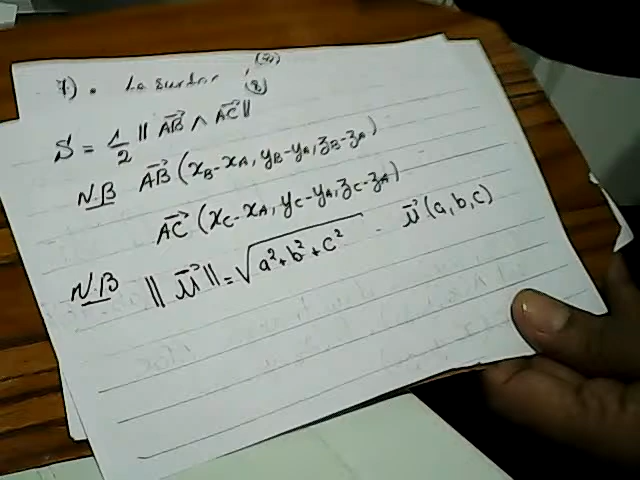 7) . La surface
S = 1/2 || AB→ ∧ AC→ ||
N.B AB→ (xB-xA, yB-yA, zB-zA)
AC→ (xC-xA, yC-yA, zC-zA)
N.B || u→ || = √(a²+b²+c²) - u→ (a, b, c)